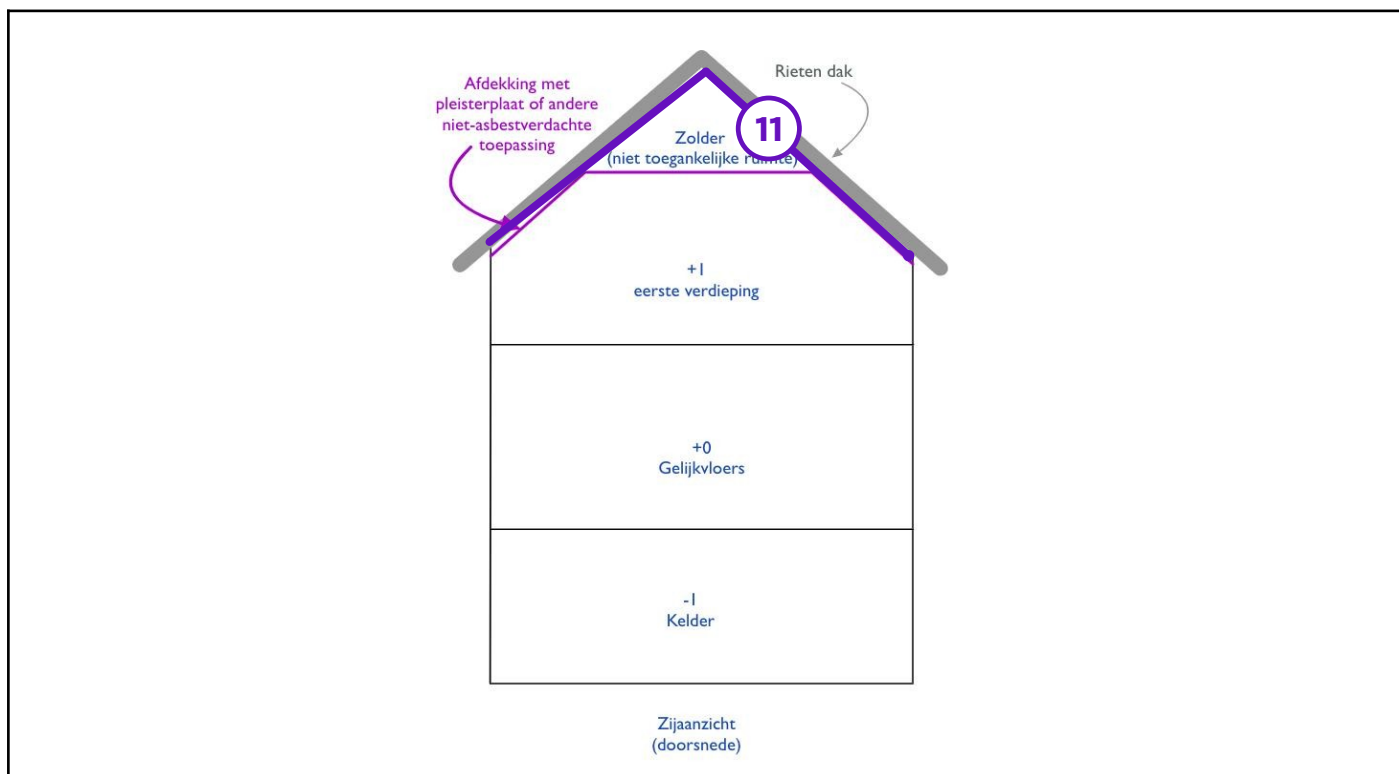 Afdekking met
pleisterplaat of andere
niet-asbestverdachte
toepassing
Rieten dak
11
Zolder
(niet toegankelijke ruimte)
+1
eerste verdieping
+0
Gelijkvloers
-1
Kelder
Zijaanzicht
(doorsnede)